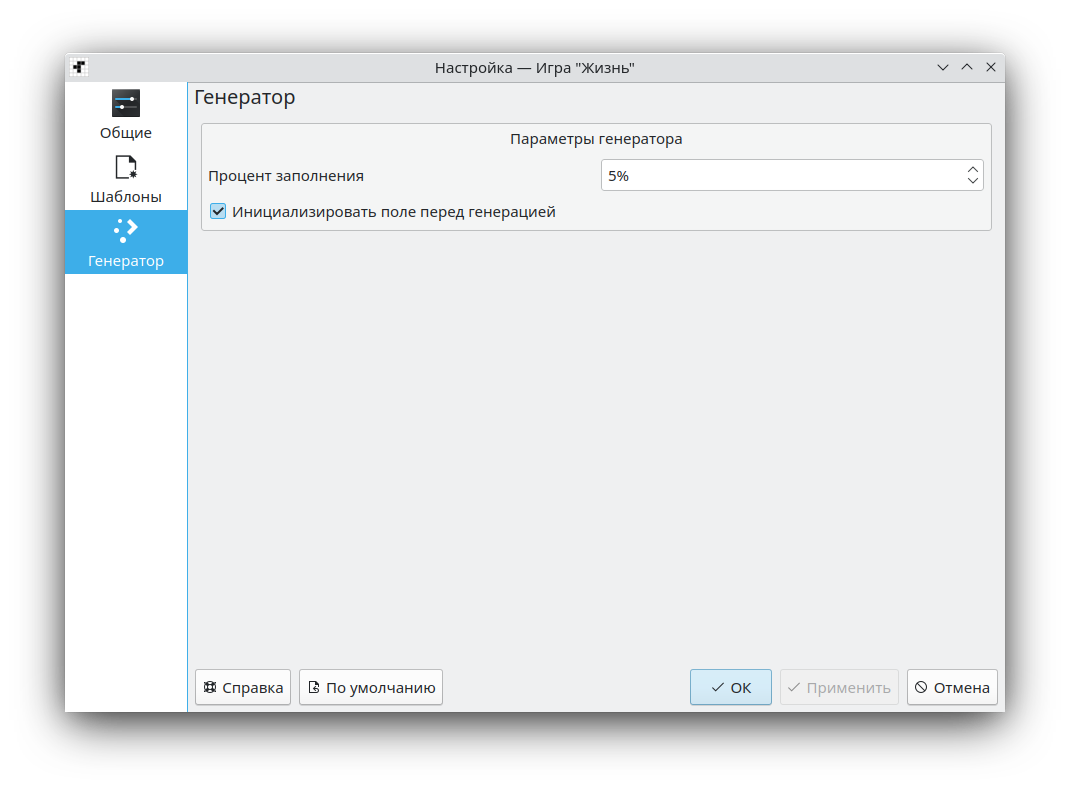 Настройка — Игра "Жизнь"
Общие
Шаблоны
Генератор
Генератор
Параметры генератора
Процент заполнения
5%
Инициализировать поле перед генерацией
Справка
По умолчанию
ОК
Применить
Отмена